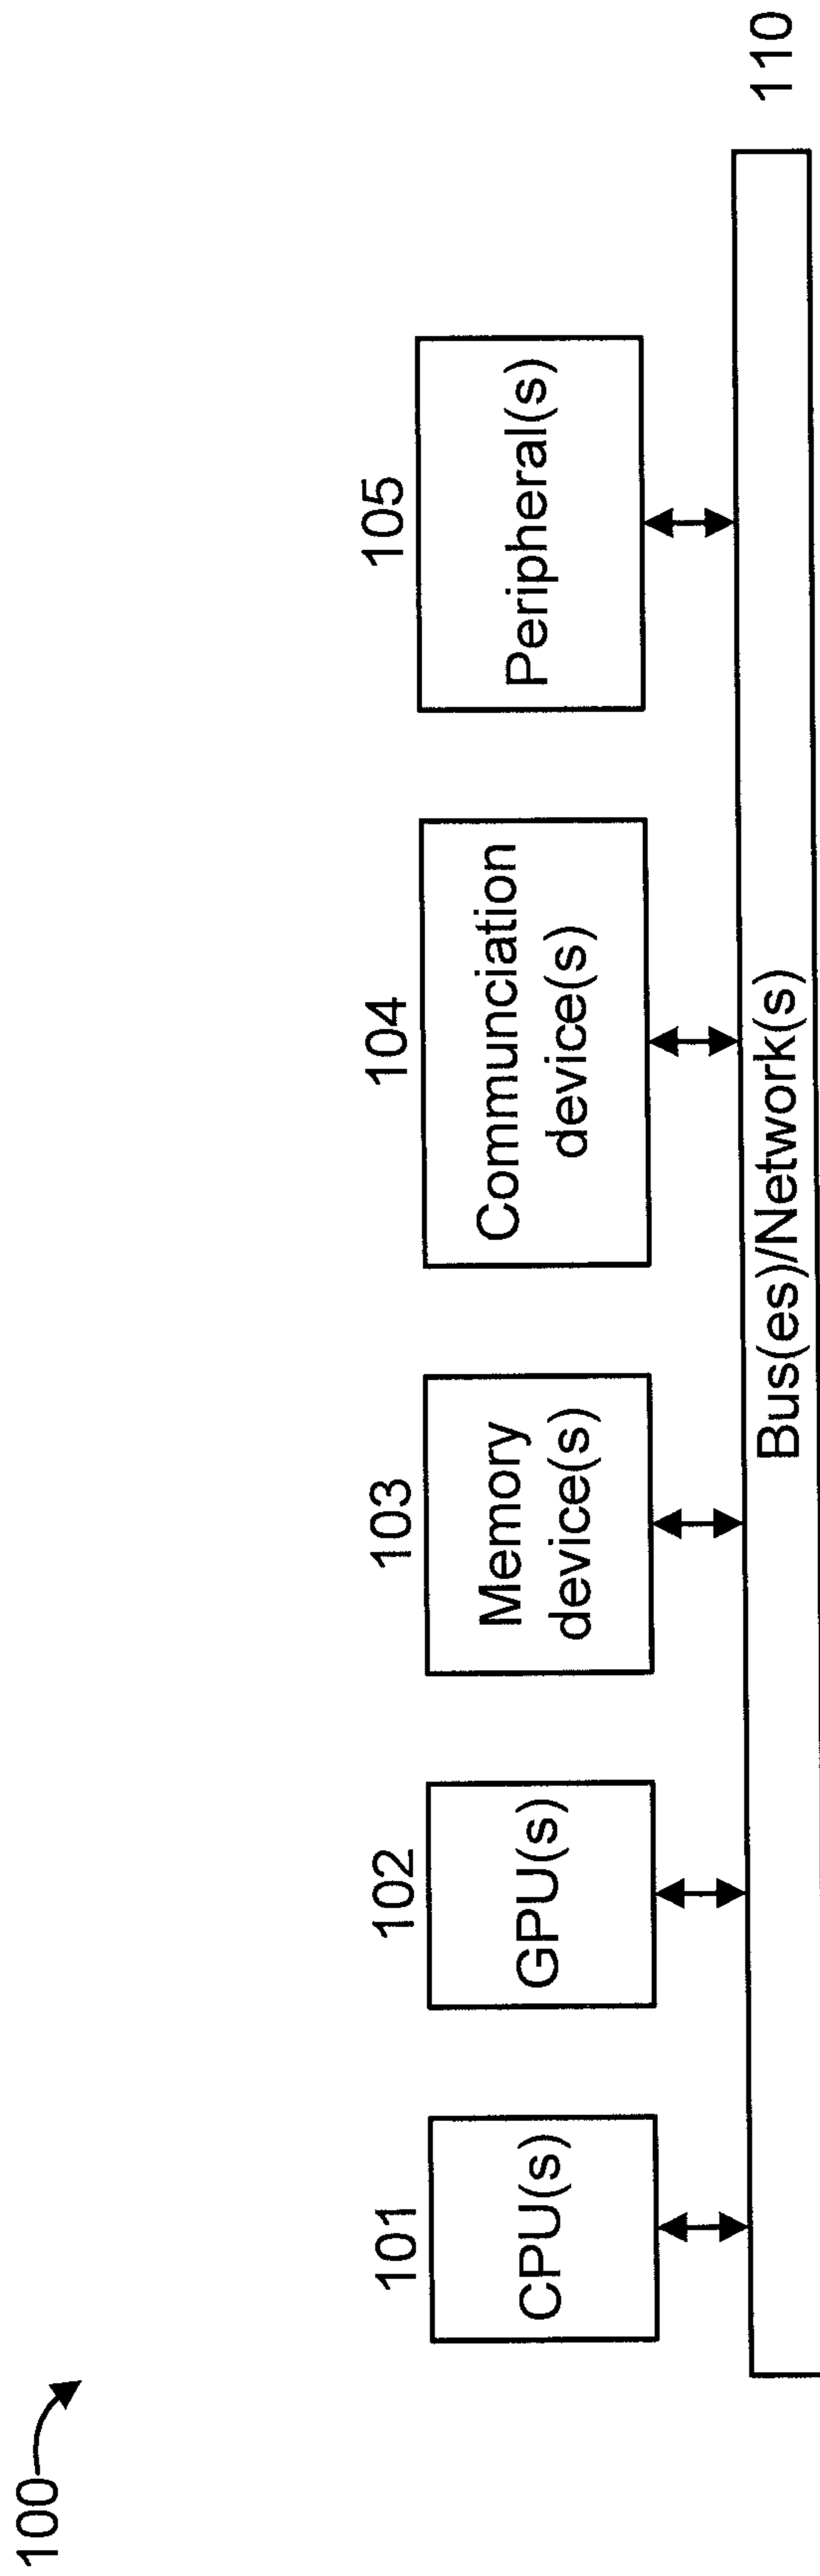 100
101
CPU(s)
102
GPU(s)
103
Memory
device(s)
104
Communciation
device(s)
105
Peripheral(s)
Bus(es)/Network(s)
110